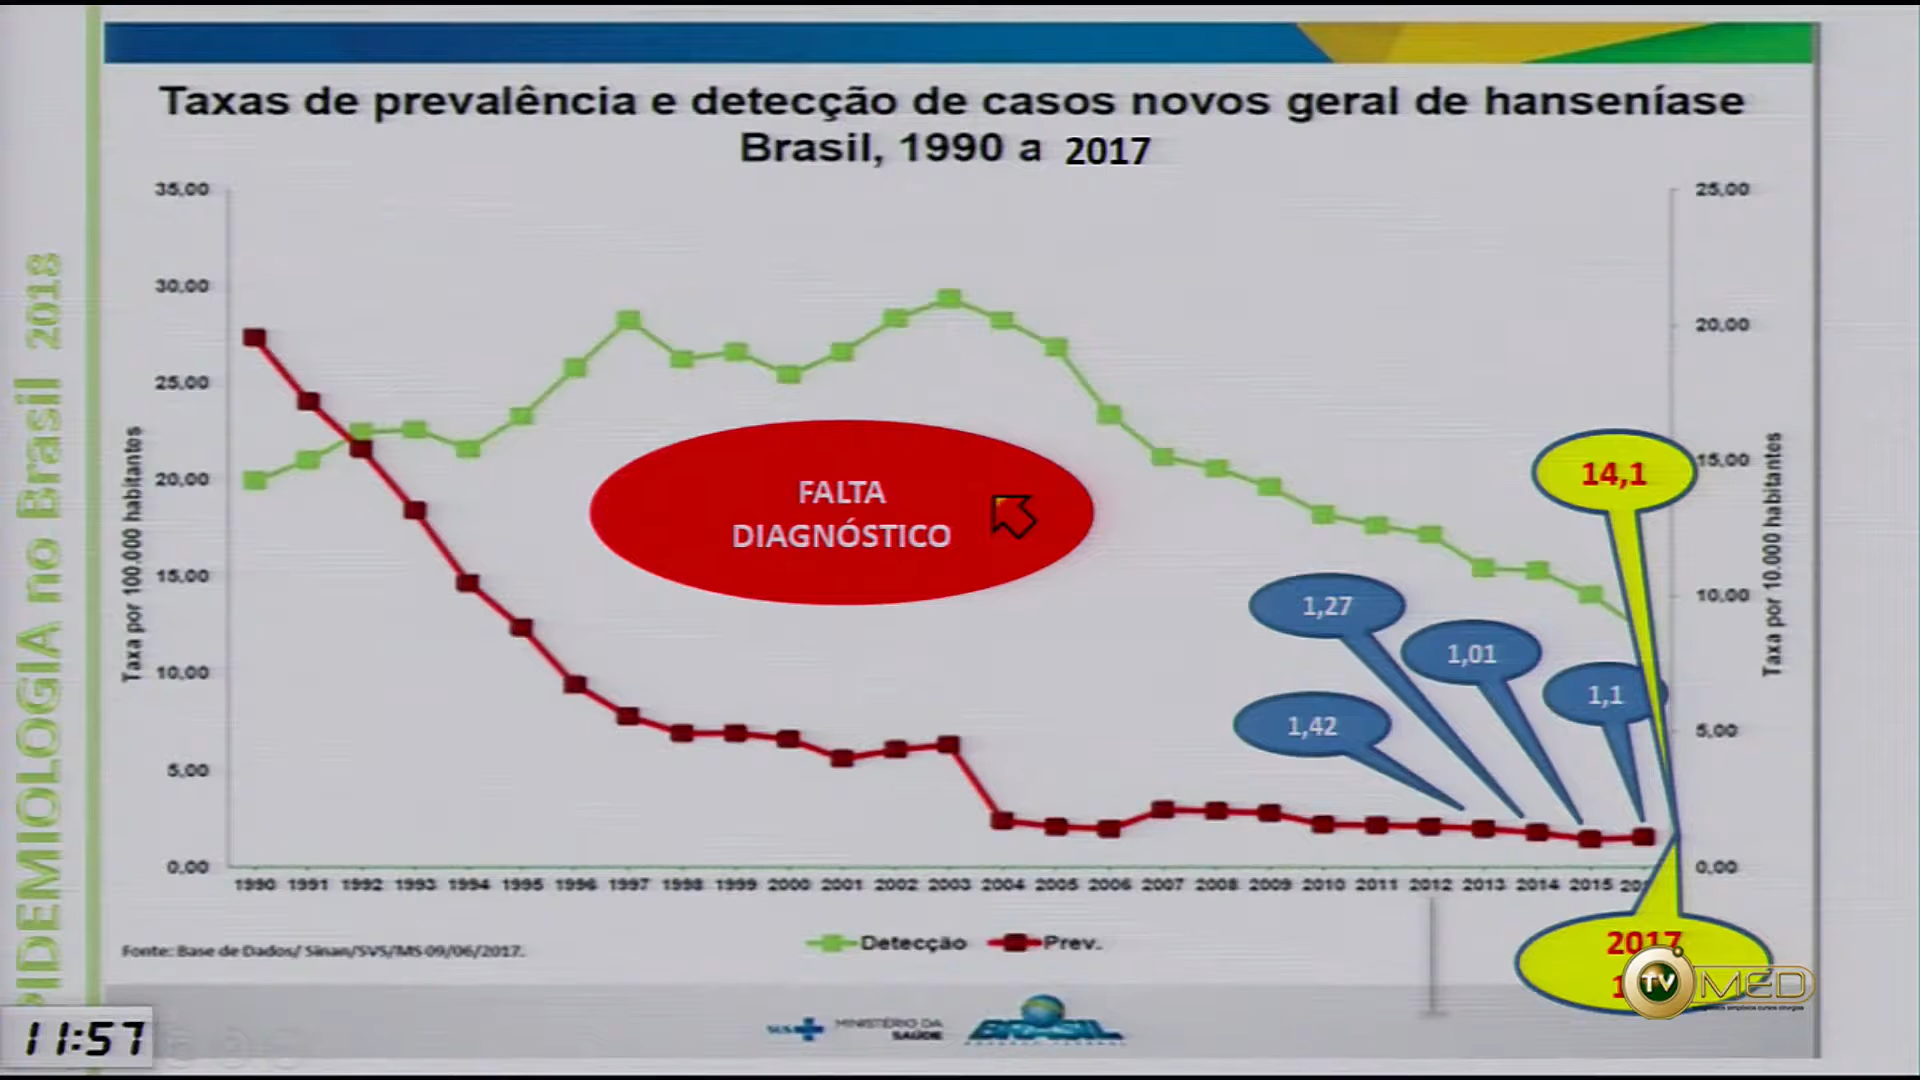 Taxas de prevalência e detecção de casos novos geral de hanseníase
Brasil, 1990 a 2017
35,00
30,00
25,00
20,00
15,00
10,00
5,00
0,00
Taxa por 100.000 habitantes
25,00
20,00
15,00
10,00
5,00
0,00
Taxa por 10.000 habitantes
FALTA
DIAGNÓSTICO
14,1
1,27
1,01
1,1
1,42
1990 1991 1992 1993 1994 1995 1996 1997 1998 1999 2000 2001 2002 2003 2004 2005 2006 2007 2008 2009 2010 2011 2012 2013 2014 2015
Detecção Prev.
Fonte: Base de Dados/ Sinan/SVS/MS 09/06/2017.
2017
SUS MINISTÉRIO DA
SAÚDE
BRASIL
PIDEMIOLOGIA no Brasil 2018
11:57
TV MED